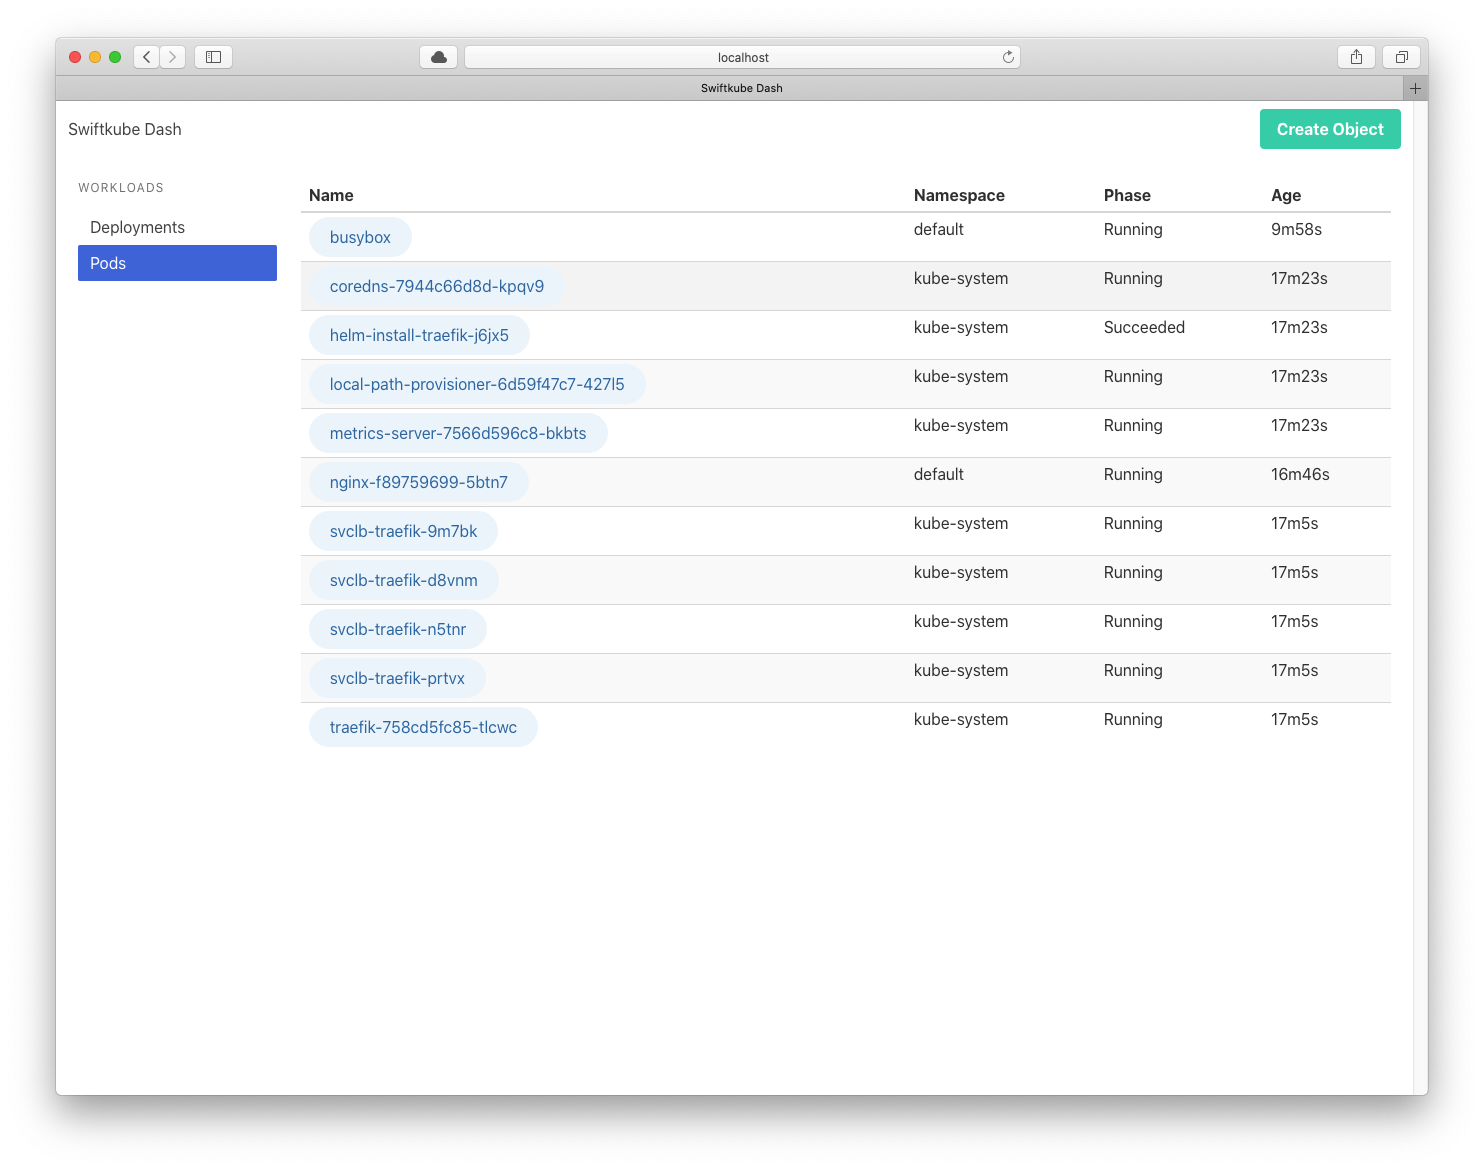 localhost
Swiftkube Dash
Swiftkube Dash
Create Object
WORKLOADS
Deployments
Pods
Name Namespace Phase Age
busybox default Running 9m58s
coredns-7944c66d8d-kpqv9 kube-system Running 17m23s
helm-install-traefik-j6jx5 kube-system Succeeded 17m23s
local-path-provisioner-6d59f47c7-427l5 kube-system Running 17m23s
metrics-server-7566d596c8-bkbts kube-system Running 17m23s
nginx-f89759699-5btn7 default Running 16m46s
svclb-traefik-9m7bk kube-system Running 17m5s
svclb-traefik-d8vnm kube-system Running 17m5s
svclb-traefik-n5tnr kube-system Running 17m5s
svclb-traefik-prtvx kube-system Running 17m5s
traefik-758cd5fc85-tlcwc kube-system Running 17m5s